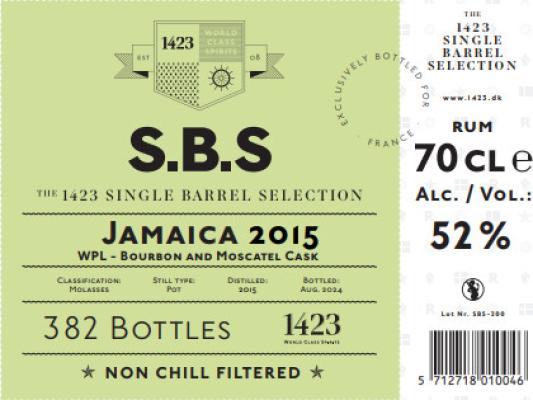 1423
WORLD CLASS SPIRITS
EST 08
S.B.S
THE 1423 SINGLE BARREL SELECTION
JAMAICA 2015
WPL - BOURBON AND MOSCATEL CASK
CLASSIFICATION: STILL TYPE: DISTILLED: BOTTLED:
MOLASSES POT 2015 AUG. 2024
382 BOTTLES
1423
WORLD CLASS SPIRITS
★ NON CHILL FILTERED ★
EXCLUSIVELY BOTTLED FOR
· FRANCE ·
THE
1423
SINGLE
BARREL
SELECTION
www.1423.dk
RUM
70 CL e
ALC. / VOL.:
52%
Lot Nr. SBS-200
5 712718 010046